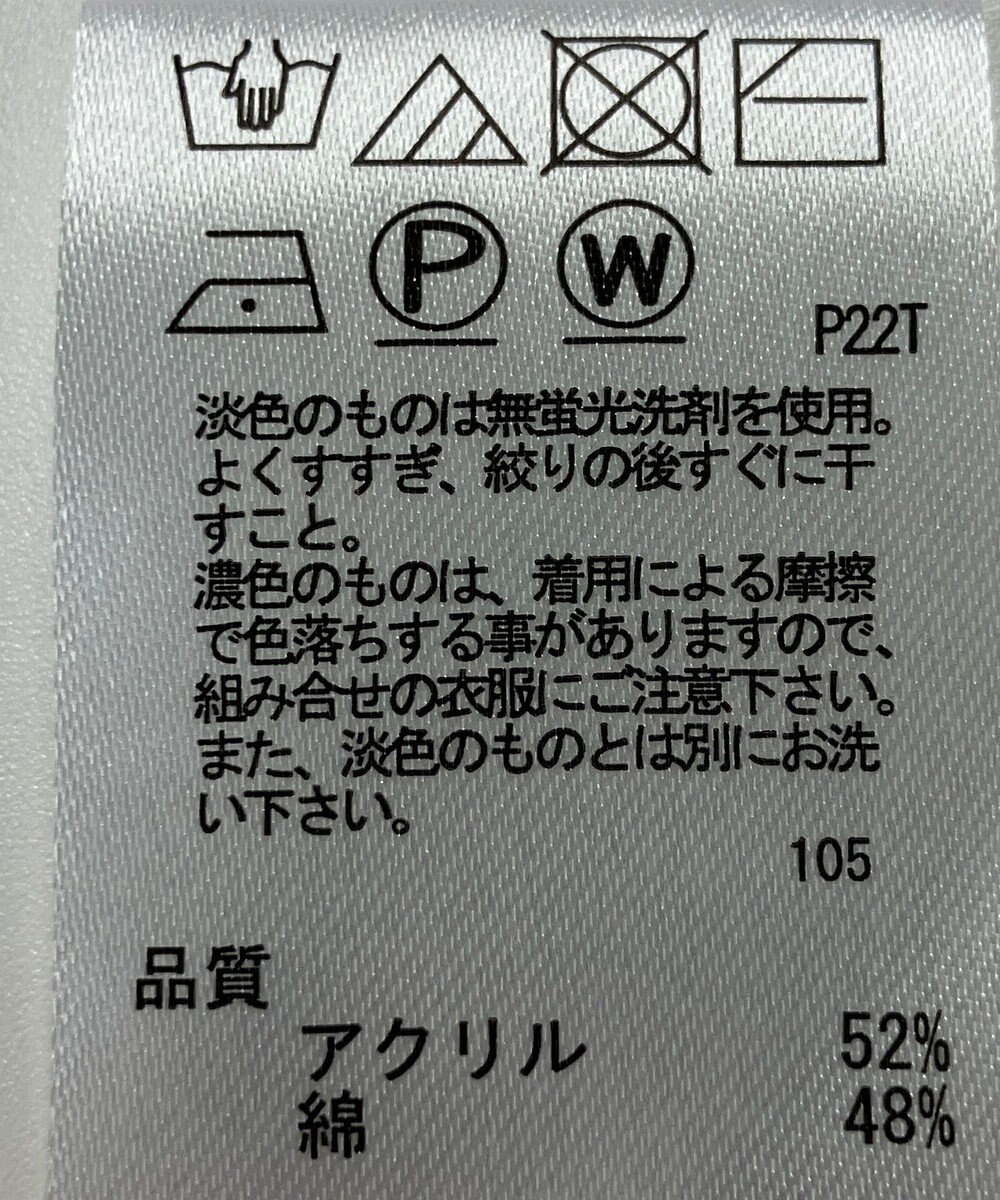 P
W
P22T
淡色のものは無蛍光洗剤を使用。
よくすすぎ、絞りの後すぐに干
すこと。
濃色のものは、着用による摩擦
で色落ちする事がありますので、
組み合せの衣服にご注意下さい。
また、淡色のものとは別にお洗
い下さい。
105
品質
アクリル 52%
綿 48%